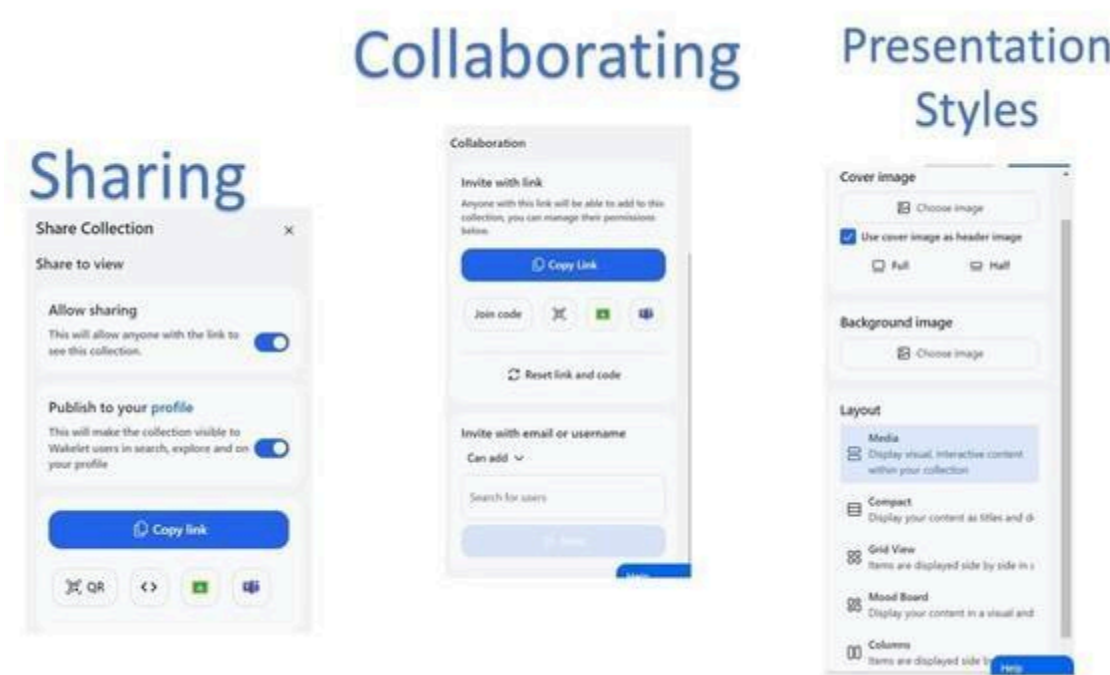 Sharing
Share Collection
Share to view
Allow sharing
This will allow anyone with the link to
see this collection.
Publish to your profile
This will make the collection visible to
Wakelet users in search, explore and on
your profile
Copy link
QR
Collaborating
Collaboration
Invite with link
Anyone with this link will be able to add to this
collection, you can manage their permissions
below.
Copy Link
Join code
Reset link and code
Invite with email or username
Can add
Search for users
Help
Presentation
Styles
Cover image
Choose image
Use cover image as header image
Full Half
Background image
Choose image
Layout
Media
Display visual, interactive content
within your collection
Compact
Display your content as titles and d
Grid View
Items are displayed side by side in
Mood Board
Display your content in a visual and
Columns
Items are displayed side
Help